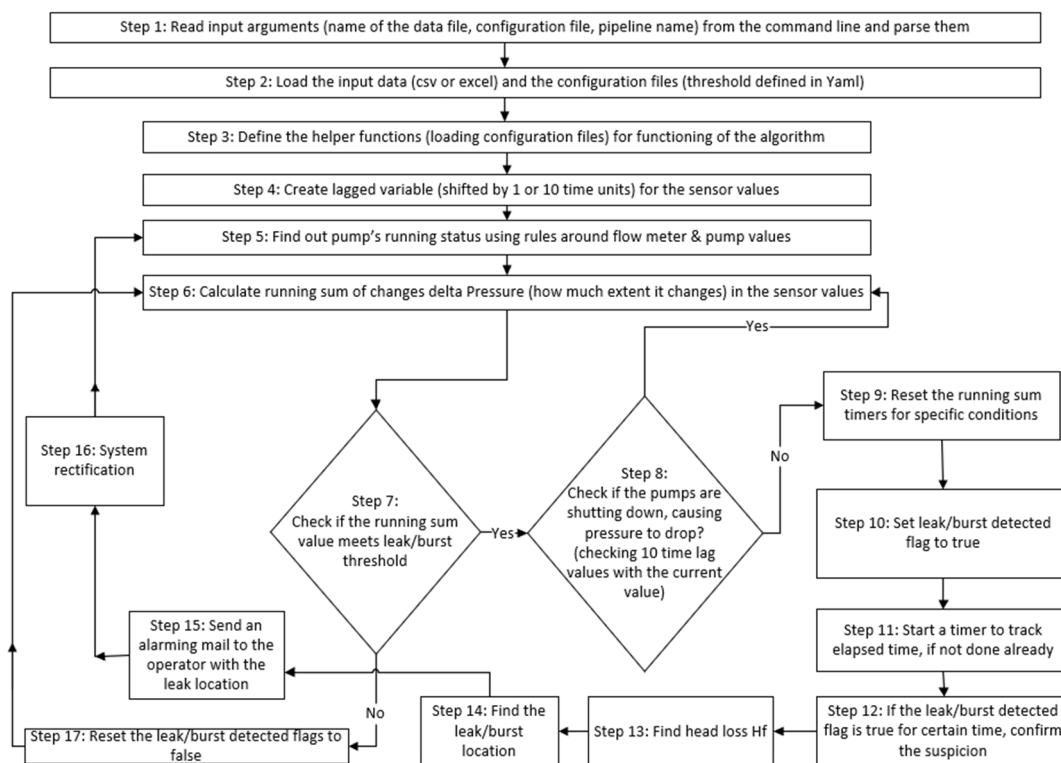 Step 1: Read input arguments (name of the data file, configuration file, pipeline name) from the command line and parse them
Step 2: Load the input data (csv or excel) and the configuration files (threshold defined in Yaml)
Step 3: Define the helper functions (loading configuration files) for functioning of the algorithm
Step 4: Create lagged variable (shifted by 1 or 10 time units) for the sensor values
Step 5: Find out pump's running status using rules around flow meter & pump values
Step 6: Calculate running sum of changes delta Pressure (how much extent it changes) in the sensor values
Yes
Step 7:
Check if the running sum
value meets leak/burst
threshold
Yes
Step 8:
Check if the pumps are
shutting down, causing
pressure to drop?
(checking 10 time lag
values with the current
value)
No
Step 9: Reset the running sum
timers for specific conditions
Step 10: Set leak/burst detected
flag to true
Step 11: Start a timer to track
elapsed time, if not done already
Step 12: If the leak/burst detected
flag is true for certain time, confirm
the suspicion
Step 13: Find head loss Hf
Step 14: Find the
leak/burst
location
Step 15: Send an
alarming mail to the
operator with the
leak location
Step 16: System
rectification
No
Step 17: Reset the leak/burst detected flags to
false